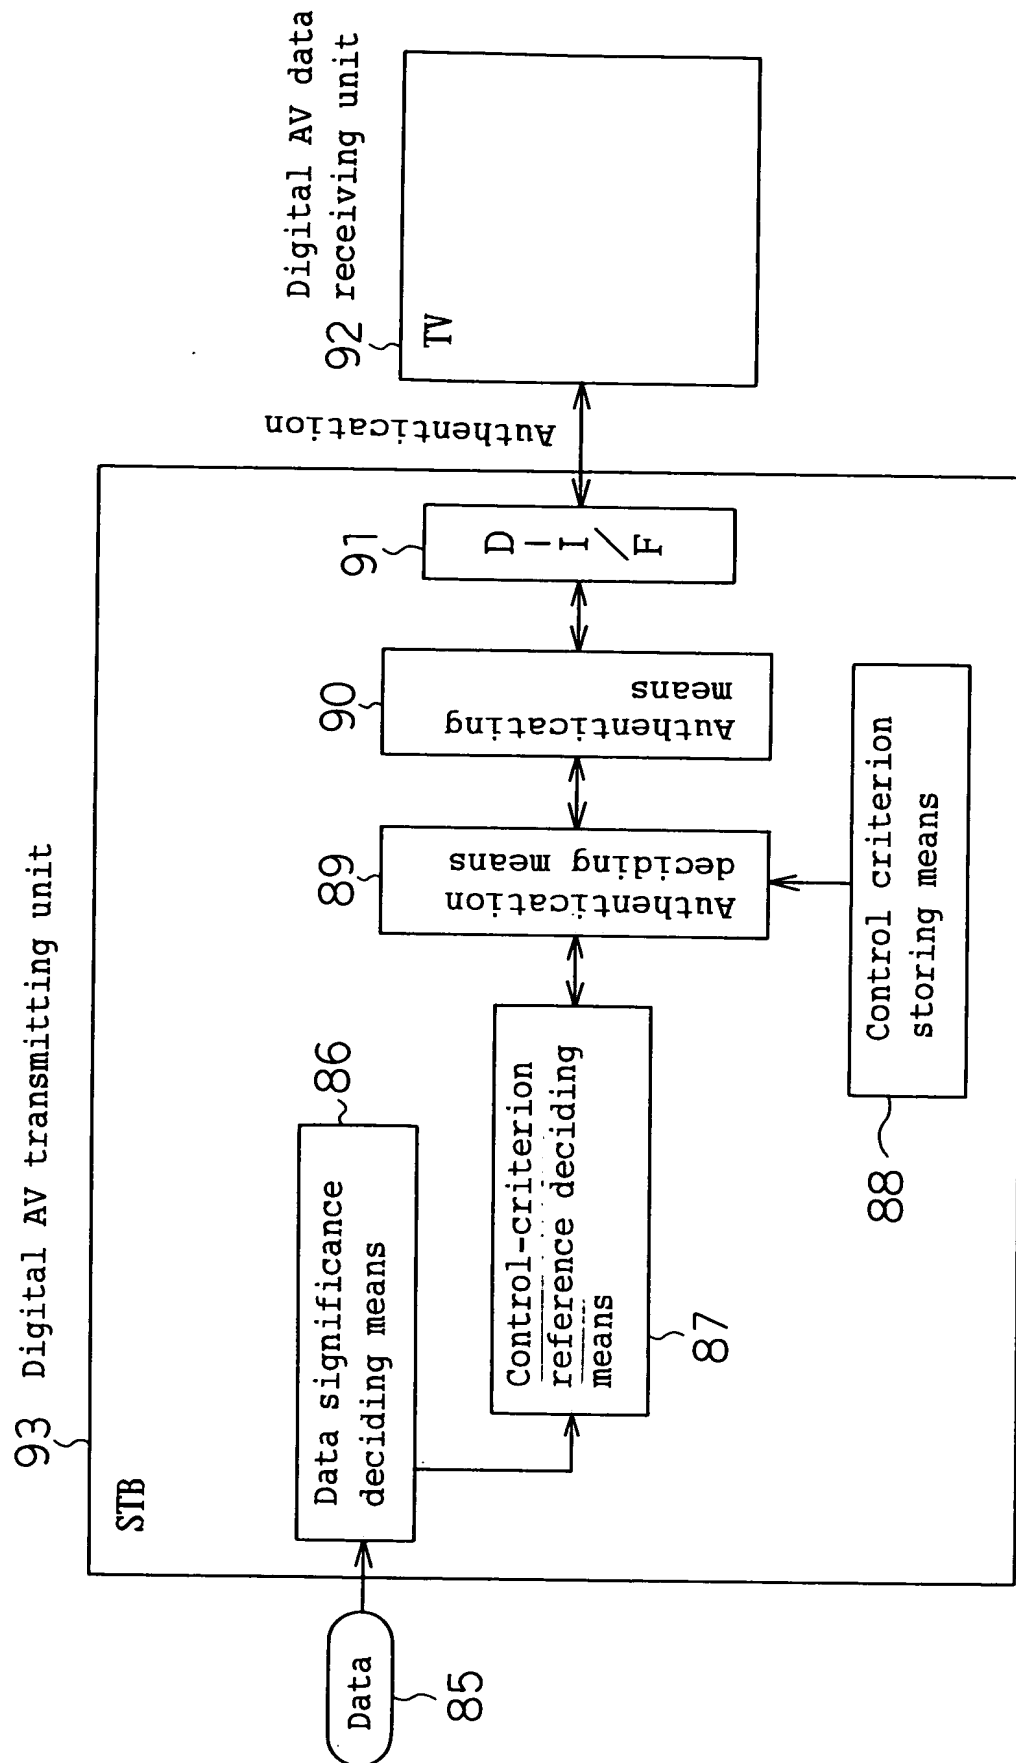 93 Digital AV transmitting unit
STB
Data
85
Data significance
deciding means
86
Control-criterion
reference deciding
means
87
Control criterion
storing means
88
Authentication
deciding means
89
Authenticating
means
90
D-I/F
91
Authentication
Digital AV data
receiving unit
92
TV